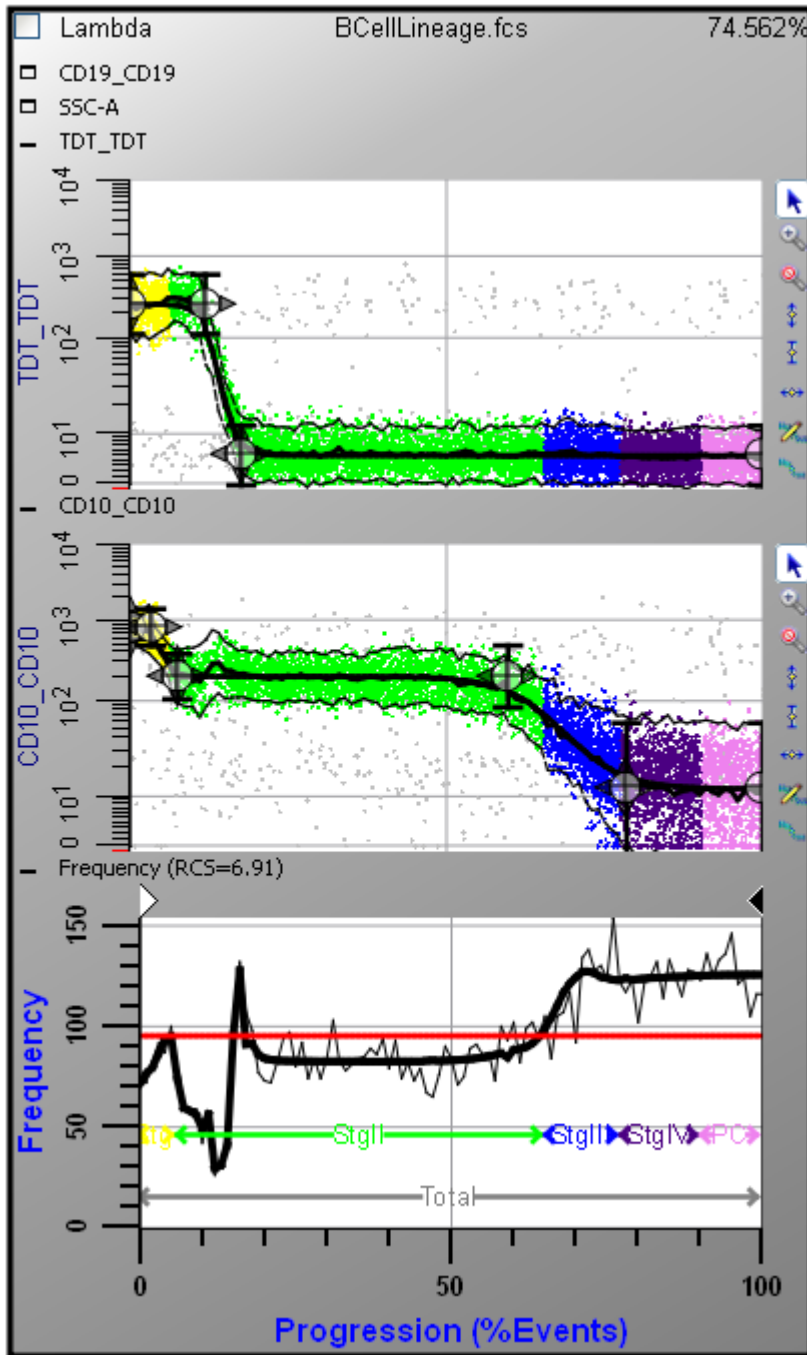 Lambda BCellLineage.fcs 74.562%
CD19_CD19
SSC-A
TDT_TDT
10^4
10^3
10^2
10^1
0
TDT_TDT
CD10_CD10
10^4
10^3
10^2
10^1
0
CD10_CD10
Frequency (RCS=6.91)
150
100
50
0
Frequency
StgII StgIV PC
Total
0 50 100
Progression (%Events)